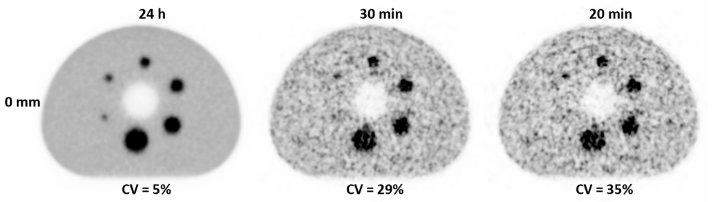 24 h
30 min
20 min
0 mm
CV = 5%
CV = 29%
CV = 35%